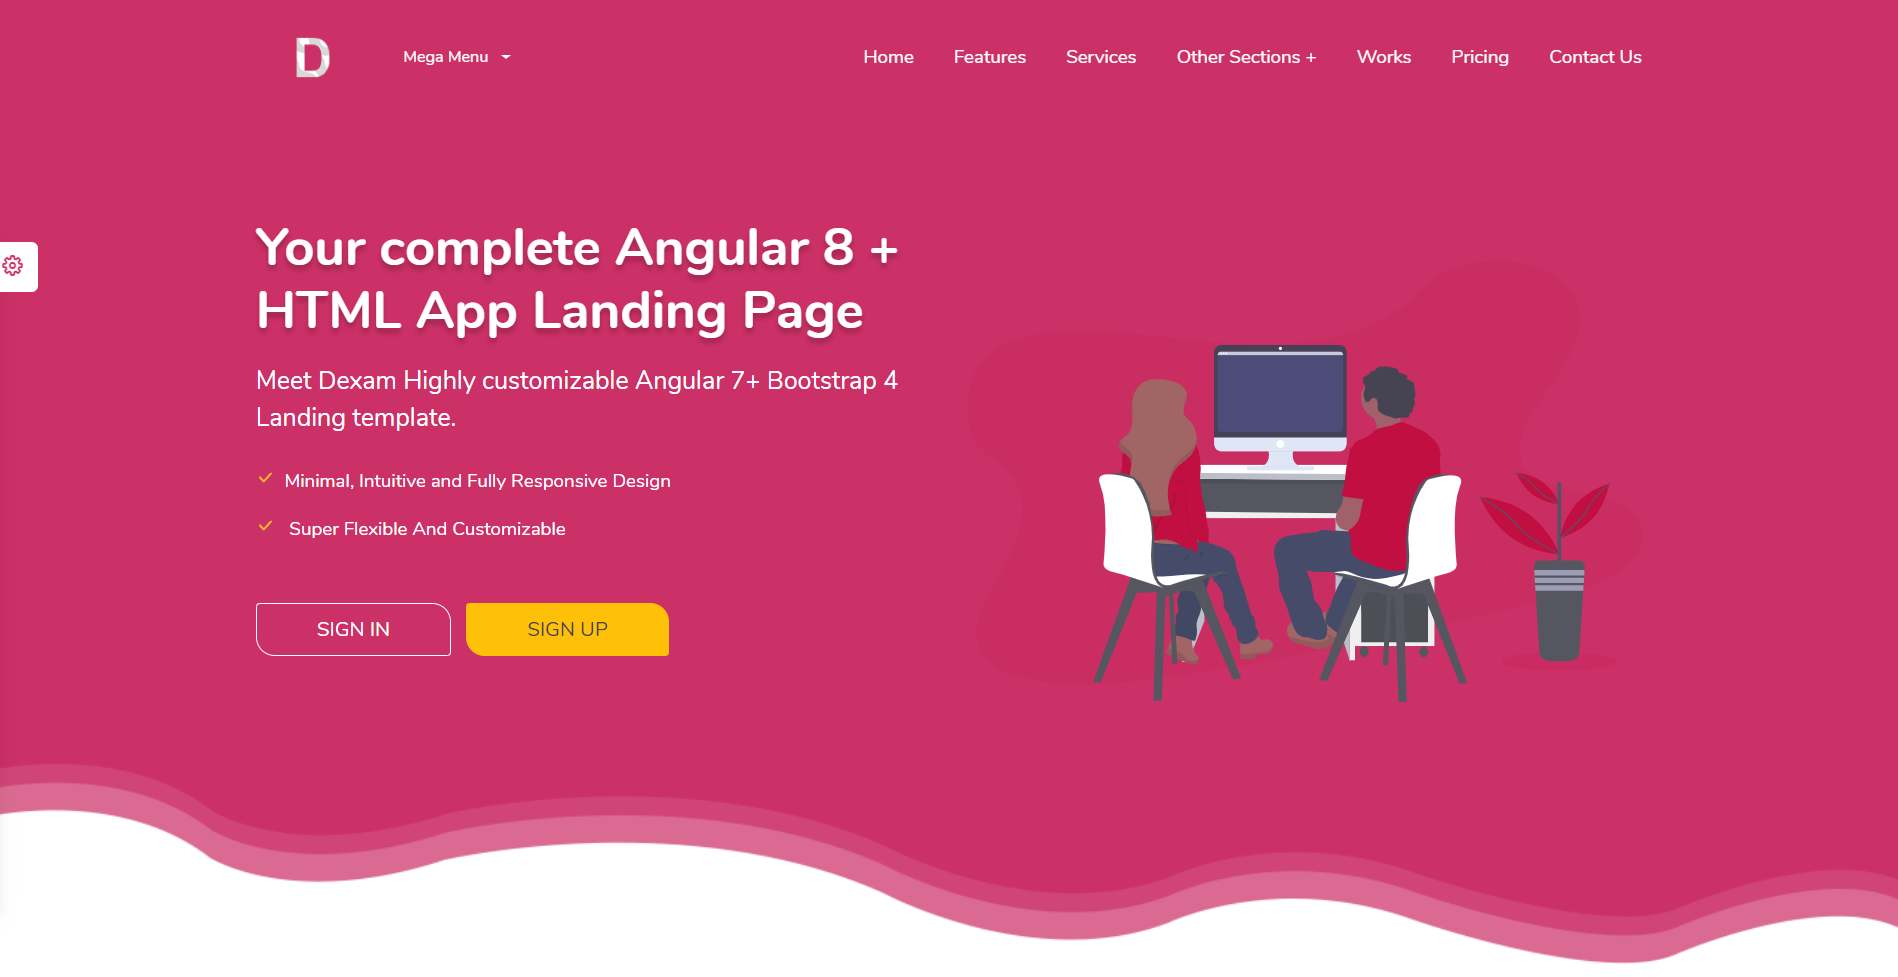 D
Mega Menu
Home
Features
Services
Other Sections +
Works
Pricing
Contact Us
Your complete Angular 8 +
HTML App Landing Page
Meet Dexam Highly customizable Angular 7+ Bootstrap 4
Landing template.
Minimal, Intuitive and Fully Responsive Design
Super Flexible And Customizable
SIGN IN
SIGN UP